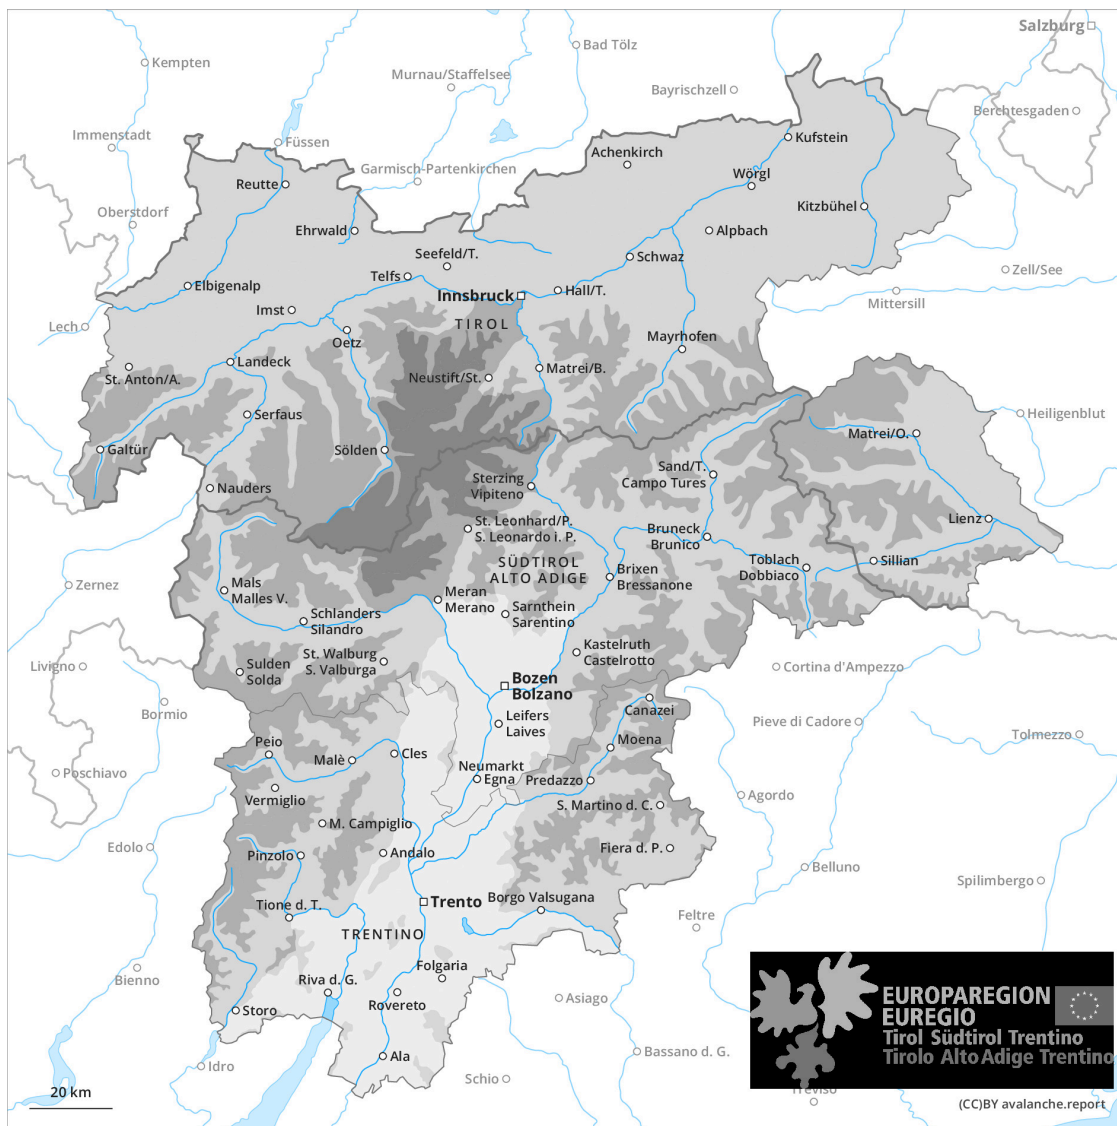 Salzburg
Kempten
Bad Tölz
Murnau/Staffelsee
Bayrischzell
Berchtesgaden
Immenstadt
Füssen
Kufstein
Achenkirch
Garmisch-Partenkirchen
Wörgl
Reutte
Kitzbühel
Oberstdorf
Ehrwald
Alpbach
Seefeld/T.
Schwaz
Zell/See
Telfs
Elbigenalp
Hall/T.
Innsbruck
Mittersill
Imst
TIROL
Lech
Oetz
Mayrhofen
Landeck
Matrei/B.
St. Anton/A.
Neustift/St.
Serfaus
Heiligenblut
Matrei/O.
Galtür
Sölden
Sand/T.
Campo Tures
Sterzing
Vipiteno
Nauders
Lienz
St. Leonhard/P.
S. Leonardo i. P.
Bruneck
Brunico
SÜDTIROL
ALTO ADIGE
Toblach
Dobbiaco
Sillian
Brixen
Bressanone
Zernez
Mals
Malles V.
Meran
Merano
Schlanders
Silandro
Sarnthein
Sarentino
Kastelruth
Castelrotto
St. Walburg
S. Valburga
Livigno
Sulden
Solda
Cortina d'Ampezzo
Bozen
Bolzano
Bormio
Canazei
Leifers
Laives
Pieve di Cadore
Tolmezzo
Peio
Cles
Moena
Malè
Poschiavo
Neumarkt
Egna
Predazzo
Vermiglio
Agordo
S. Martino d. C.
M. Campiglio
Edolo
Pinzolo
Andalo
Fiera d. P.
Belluno
Spilimbergo
Trento
Borgo Valsugana
Tione d. T.
Feltre
TRENTINO
Folgaria
Bienno
Riva d. G.
Rovereto
Asiago
Storo
EUROPAREGION
EUREGIO
Tirol Südtirol Trentino
Tirolo Alto Adige Trentino
Ala
Bassano d. G.
Idro
Schio
Treviso
20 km
(CC)BY avalanche.report